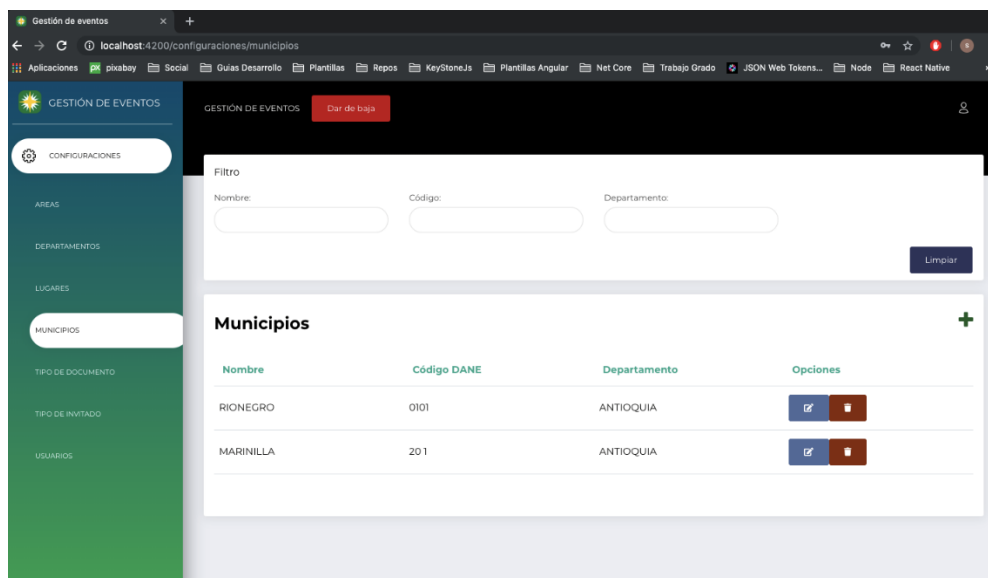 Gestión de eventos
localhost:4200/configuraciones/municipios
Aplicaciones px pixabay Social Guias Desarrollo Plantillas Repos KeyStoneJs Plantillas Angular Net Core Trabajo Grado JSON Web Tokens... Node React Native
GESTIÓN DE EVENTOS
GESTIÓN DE EVENTOS Dar de baja
CONFIGURACIONES
AREAS
DEPARTAMENTOS
LUGARES
MUNICIPIOS
TIPO DE DOCUMENTO
TIPO DE INVITADO
USUARIOS
Filtro
Nombre: Código: Departamento:
Limpiar
Municipios
Nombre Código DANE Departamento Opciones
RIONEGRO 0101 ANTIOQUIA
MARINILLA 201 ANTIOQUIA